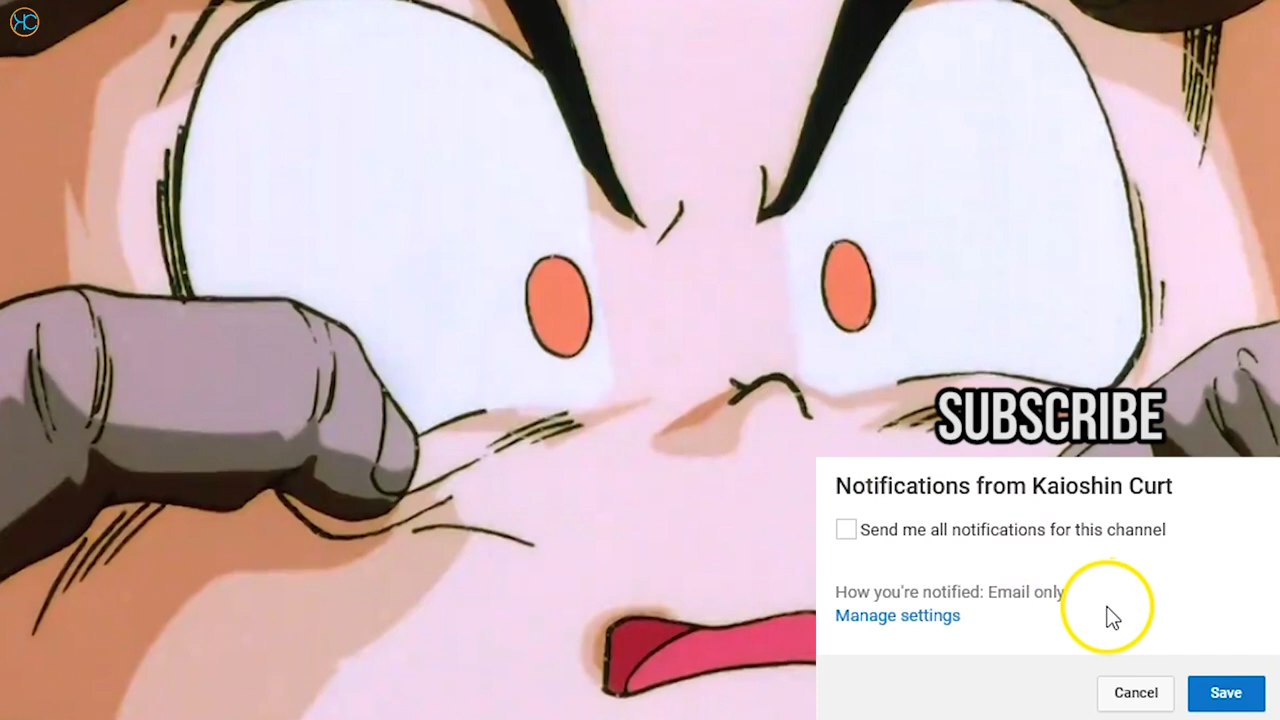 KC
SUBSCRIBE
Notifications from Kaioshin Curt
Send me all notifications for this channel
How you're notified: Email only
Manage settings
Cancel
Save